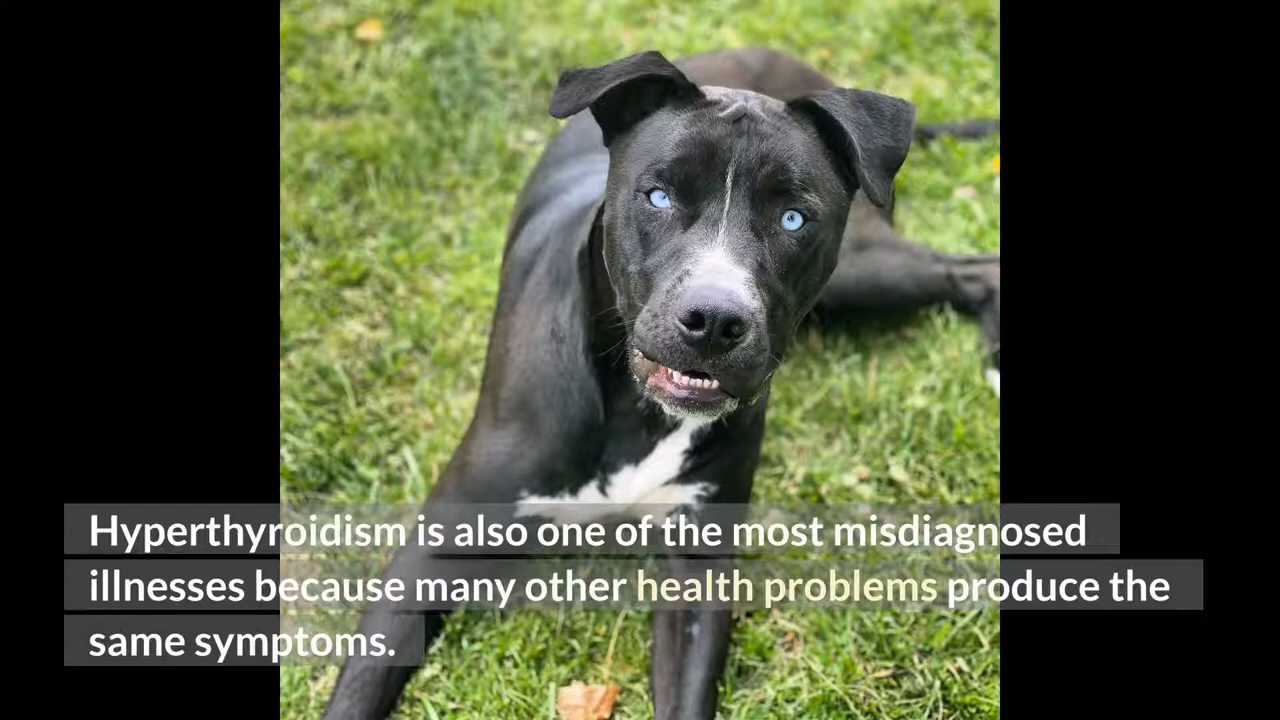 Hyperthyroidism is also one of the most misdiagnosed
illnesses because many other health problems produce the
same symptoms.